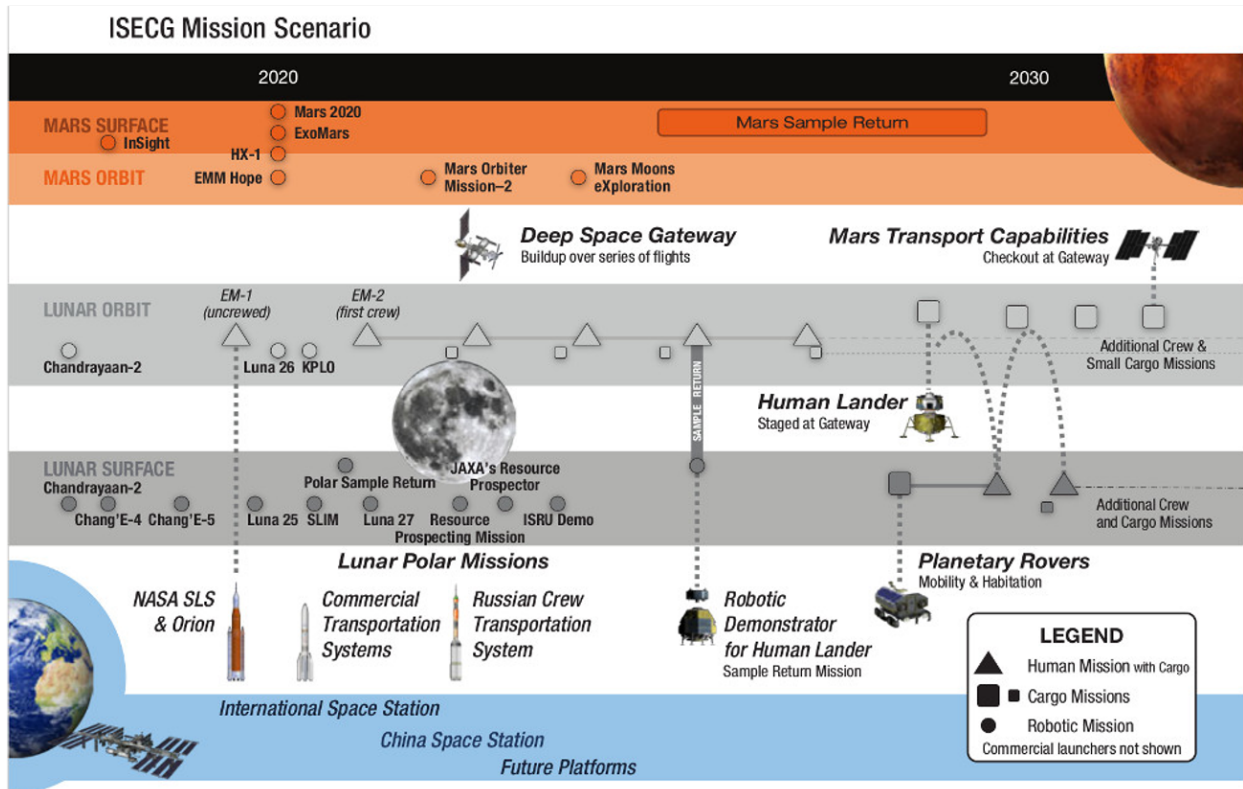 ISECG Mission Scenario
2020
2030
MARS SURFACE
InSight
Mars 2020
ExoMars
HX-1
Mars Sample Return
MARS ORBIT
EMM Hope
Mars Orbiter
Mission–2
Mars Moons
eXploration
Deep Space Gateway
Buildup over series of flights
Mars Transport Capabilities
Checkout at Gateway
LUNAR ORBIT
EM-1
(uncrewed)
EM-2
(first crew)
Chandrayaan-2
Luna 26
KPLO
Additional Crew &
Small Cargo Missions
SAMPLE RETURN
Human Lander
Staged at Gateway
LUNAR SURFACE
Chandrayaan-2
Polar Sample Return
JAXA's Resource
Prospector
Chang'E-4
Chang'E-5
Luna 25
SLIM
Luna 27
Resource
Prospecting Mission
ISRU Demo
Additional Crew
and Cargo Missions
Lunar Polar Missions
NASA SLS
& Orion
Commercial
Transportation
Systems
Russian Crew
Transportation
System
Robotic
Demonstrator
for Human Lander
Sample Return Mission
Planetary Rovers
Mobility & Habitation
LEGEND
Human Mission with Cargo
Cargo Missions
Robotic Mission
Commercial launchers not shown
International Space Station
China Space Station
Future Platforms